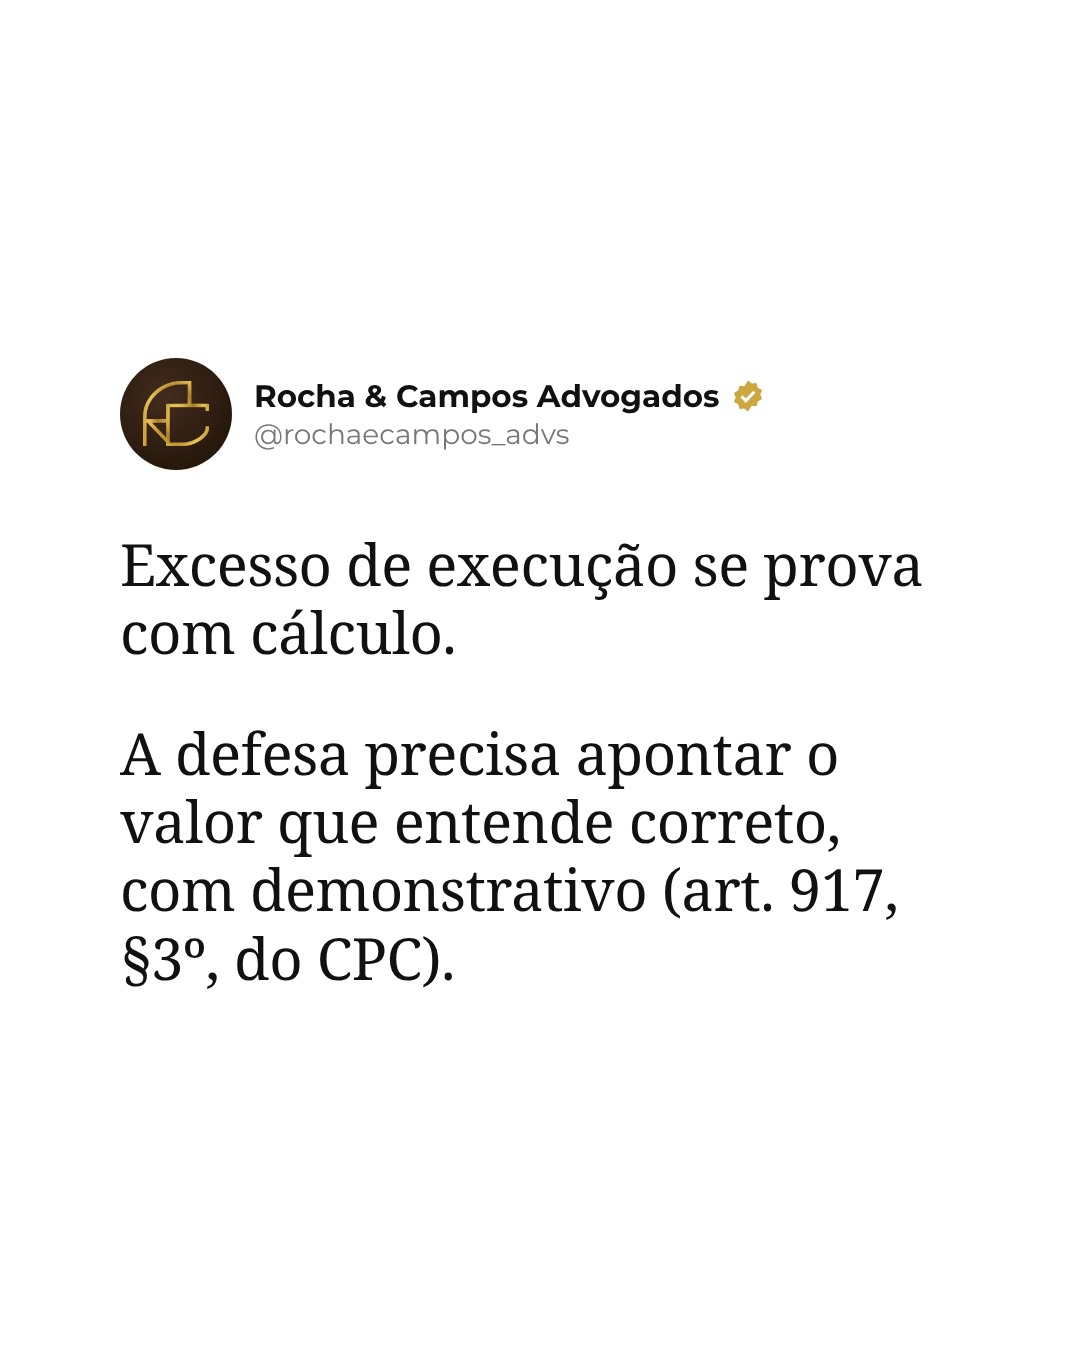 Rocha & Campos Advogados
@rochaecampos_advs
Excesso de execução se prova
com cálculo.
A defesa precisa apontar o
valor que entende correto,
com demonstrativo (art. 917,
§3º, do CPC).